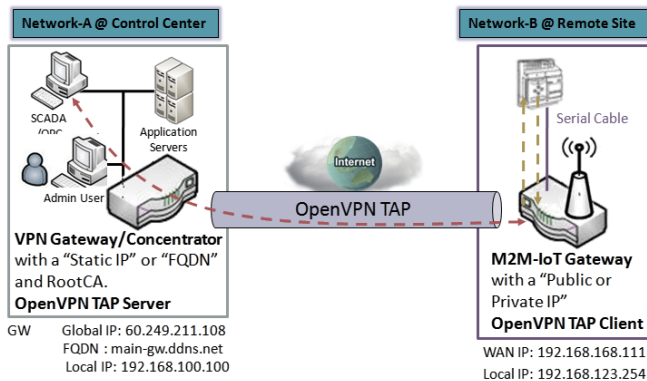 Network-A @ Control Center
Network-B @ Remote Site
SCADA
Application
Servers
Admin User
Serial Cable
Internet
OpenVPN TAP
VPN Gateway/Concentrator
with a “Static IP” or “FQDN”
and RootCA.
OpenVPN TAP Server
GW Global IP: 60.249.211.108
FQDN : main-gw.ddns.net
Local IP: 192.168.100.100
M2M-IoT Gateway
with a “Public or
Private IP”
OpenVPN TAP Client
WAN IP: 192.168.168.111
Local IP: 192.168.123.254